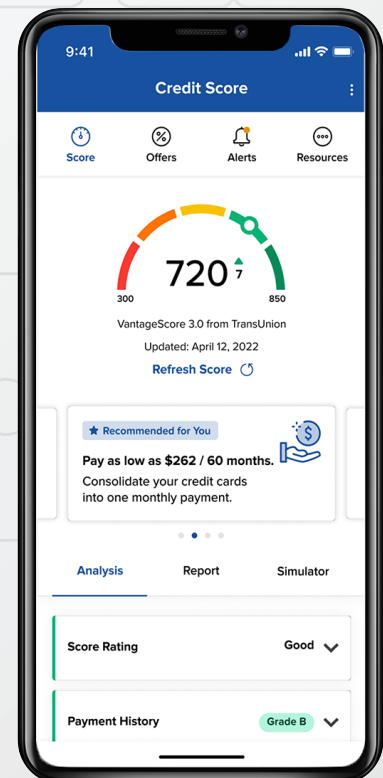 9:41
Credit Score
Score
Offers
Alerts
Resources
720
7
300
850
VantageScore 3.0 from TransUnion
Updated: April 12, 2022
Refresh Score
Recommended for You
Pay as low as $262 / 60 months.
Consolidate your credit cards
into one monthly payment.
Analysis
Report
Simulator
Score Rating
Good
Payment History
Grade B